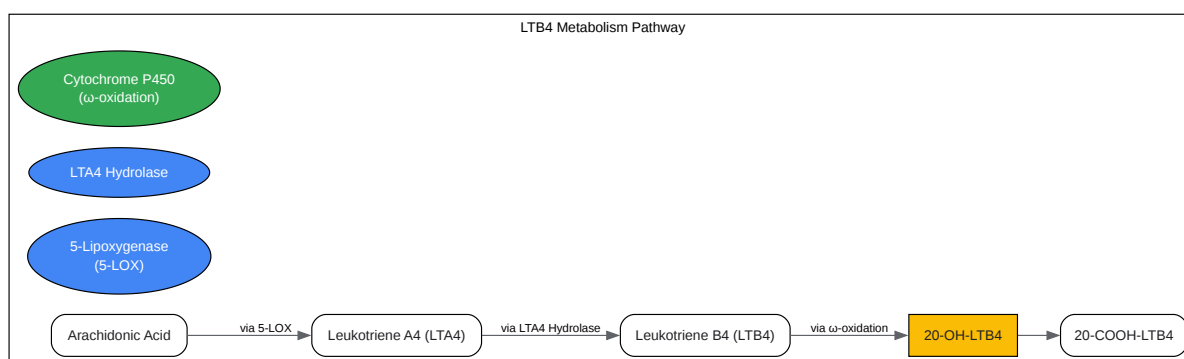 LTB4 Metabolism Pathway
Cytochrome P450
(ω-oxidation)
LTA4 Hydrolase
5-Lipoxygenase
(5-LOX)
Arachidonic Acid
via 5-LOX
Leukotriene A4 (LTA4)
via LTA4 Hydrolase
Leukotriene B4 (LTB4)
via ω-oxidation
20-OH-LTB4
20-COOH-LTB4